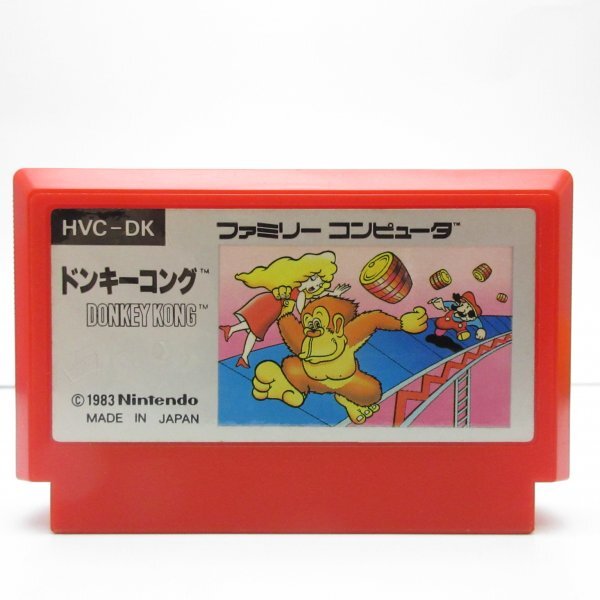 HVC-DK
ファミリー コンピュータ™
ドンキーコング™
DONKEY KONG™
©1983 Nintendo
MADE IN JAPAN